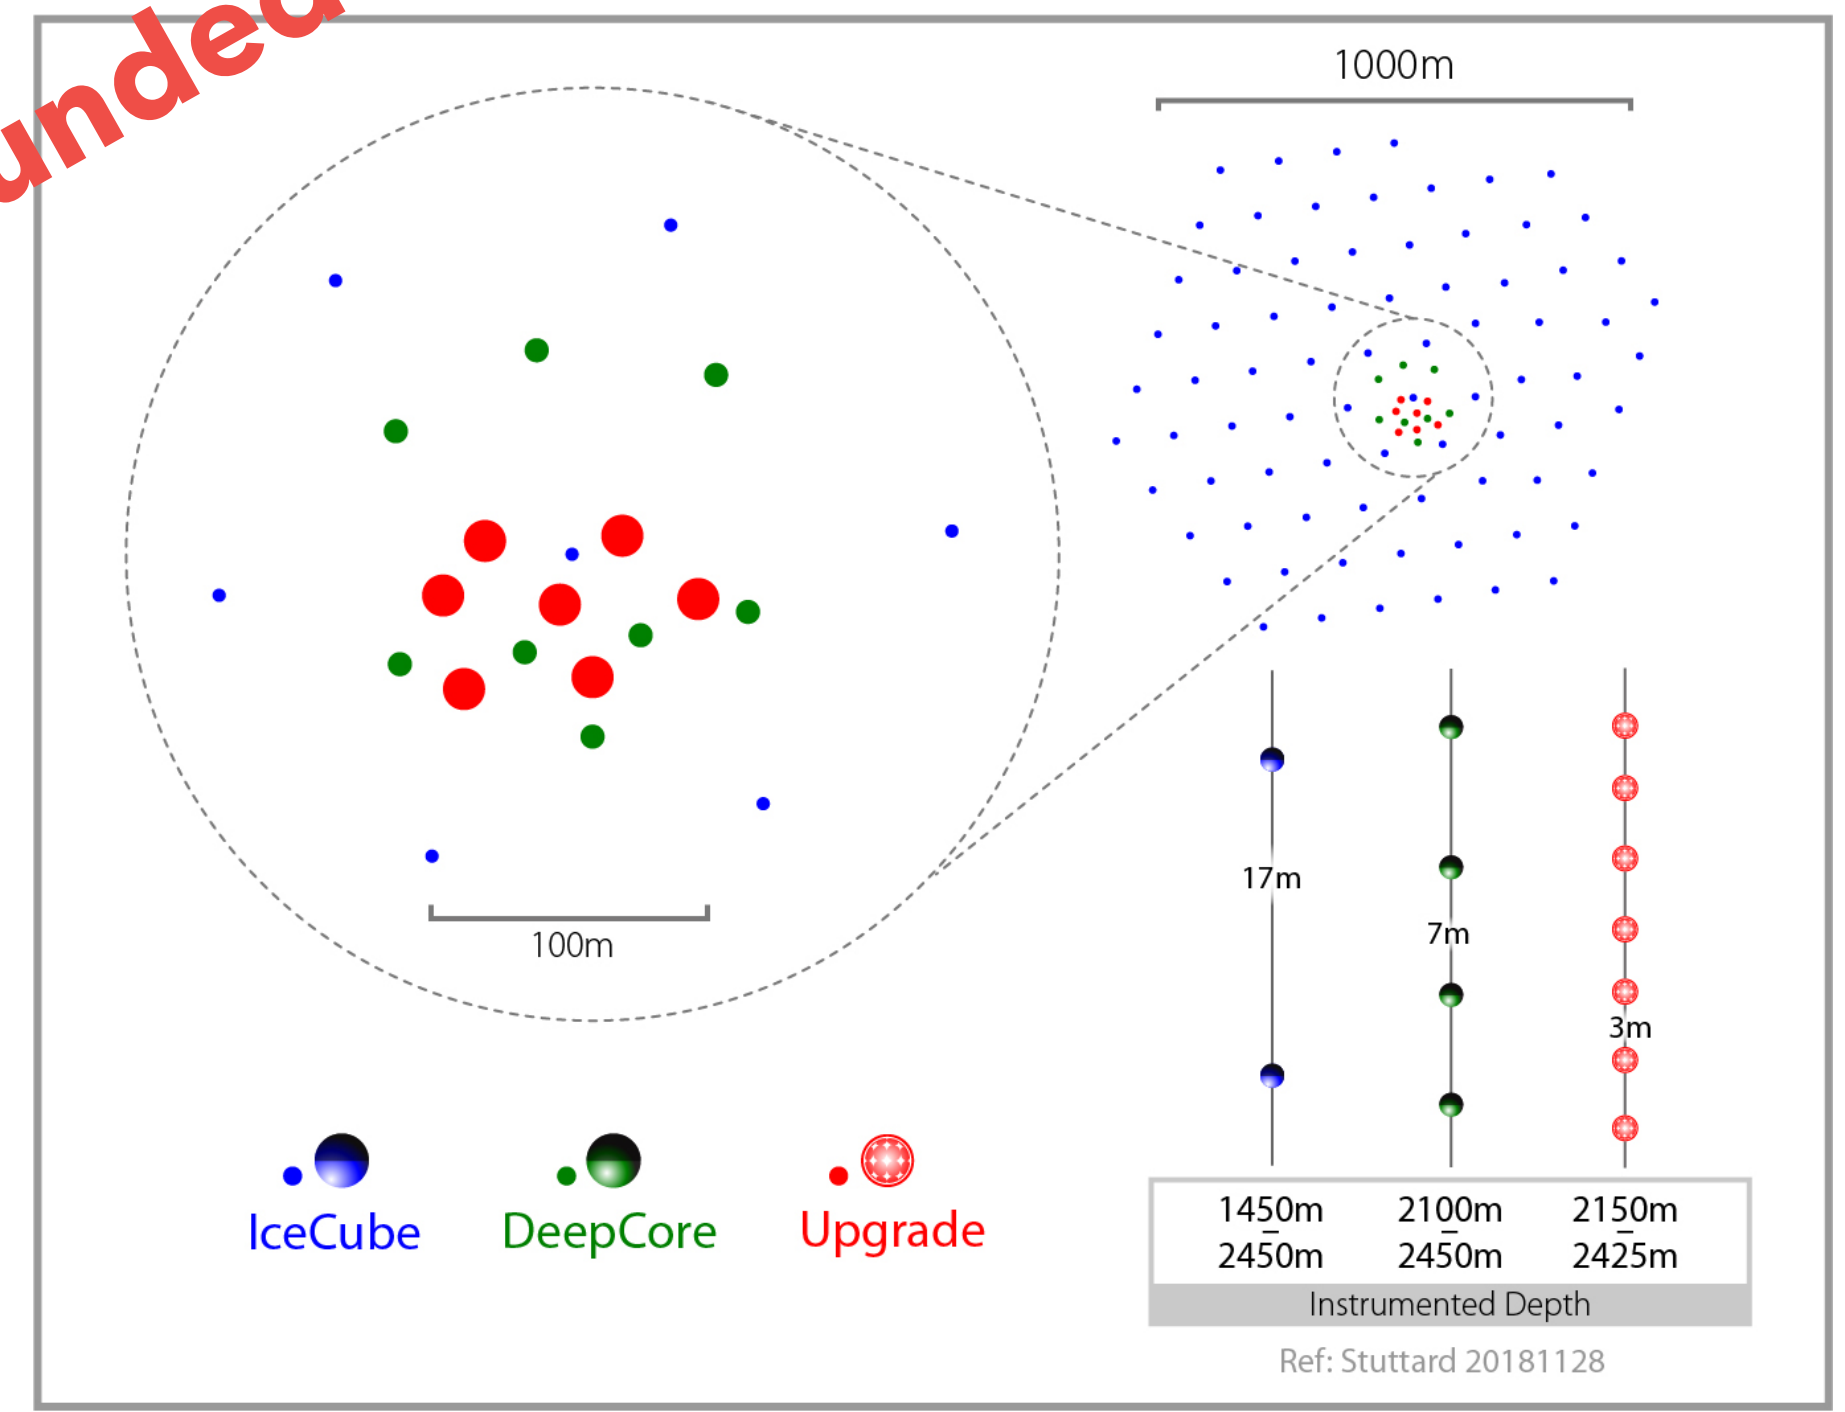 unded
1000m
100m
17m
7m
3m
IceCube
DeepCore
Upgrade
1450m
–
2450m
2100m
–
2450m
2150m
–
2425m
Instrumented Depth
Ref: Stuttard 20181128